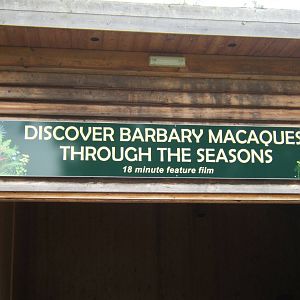 DISCOVER BARBARY MACAQUES
THROUGH THE SEASONS
18 minute feature film